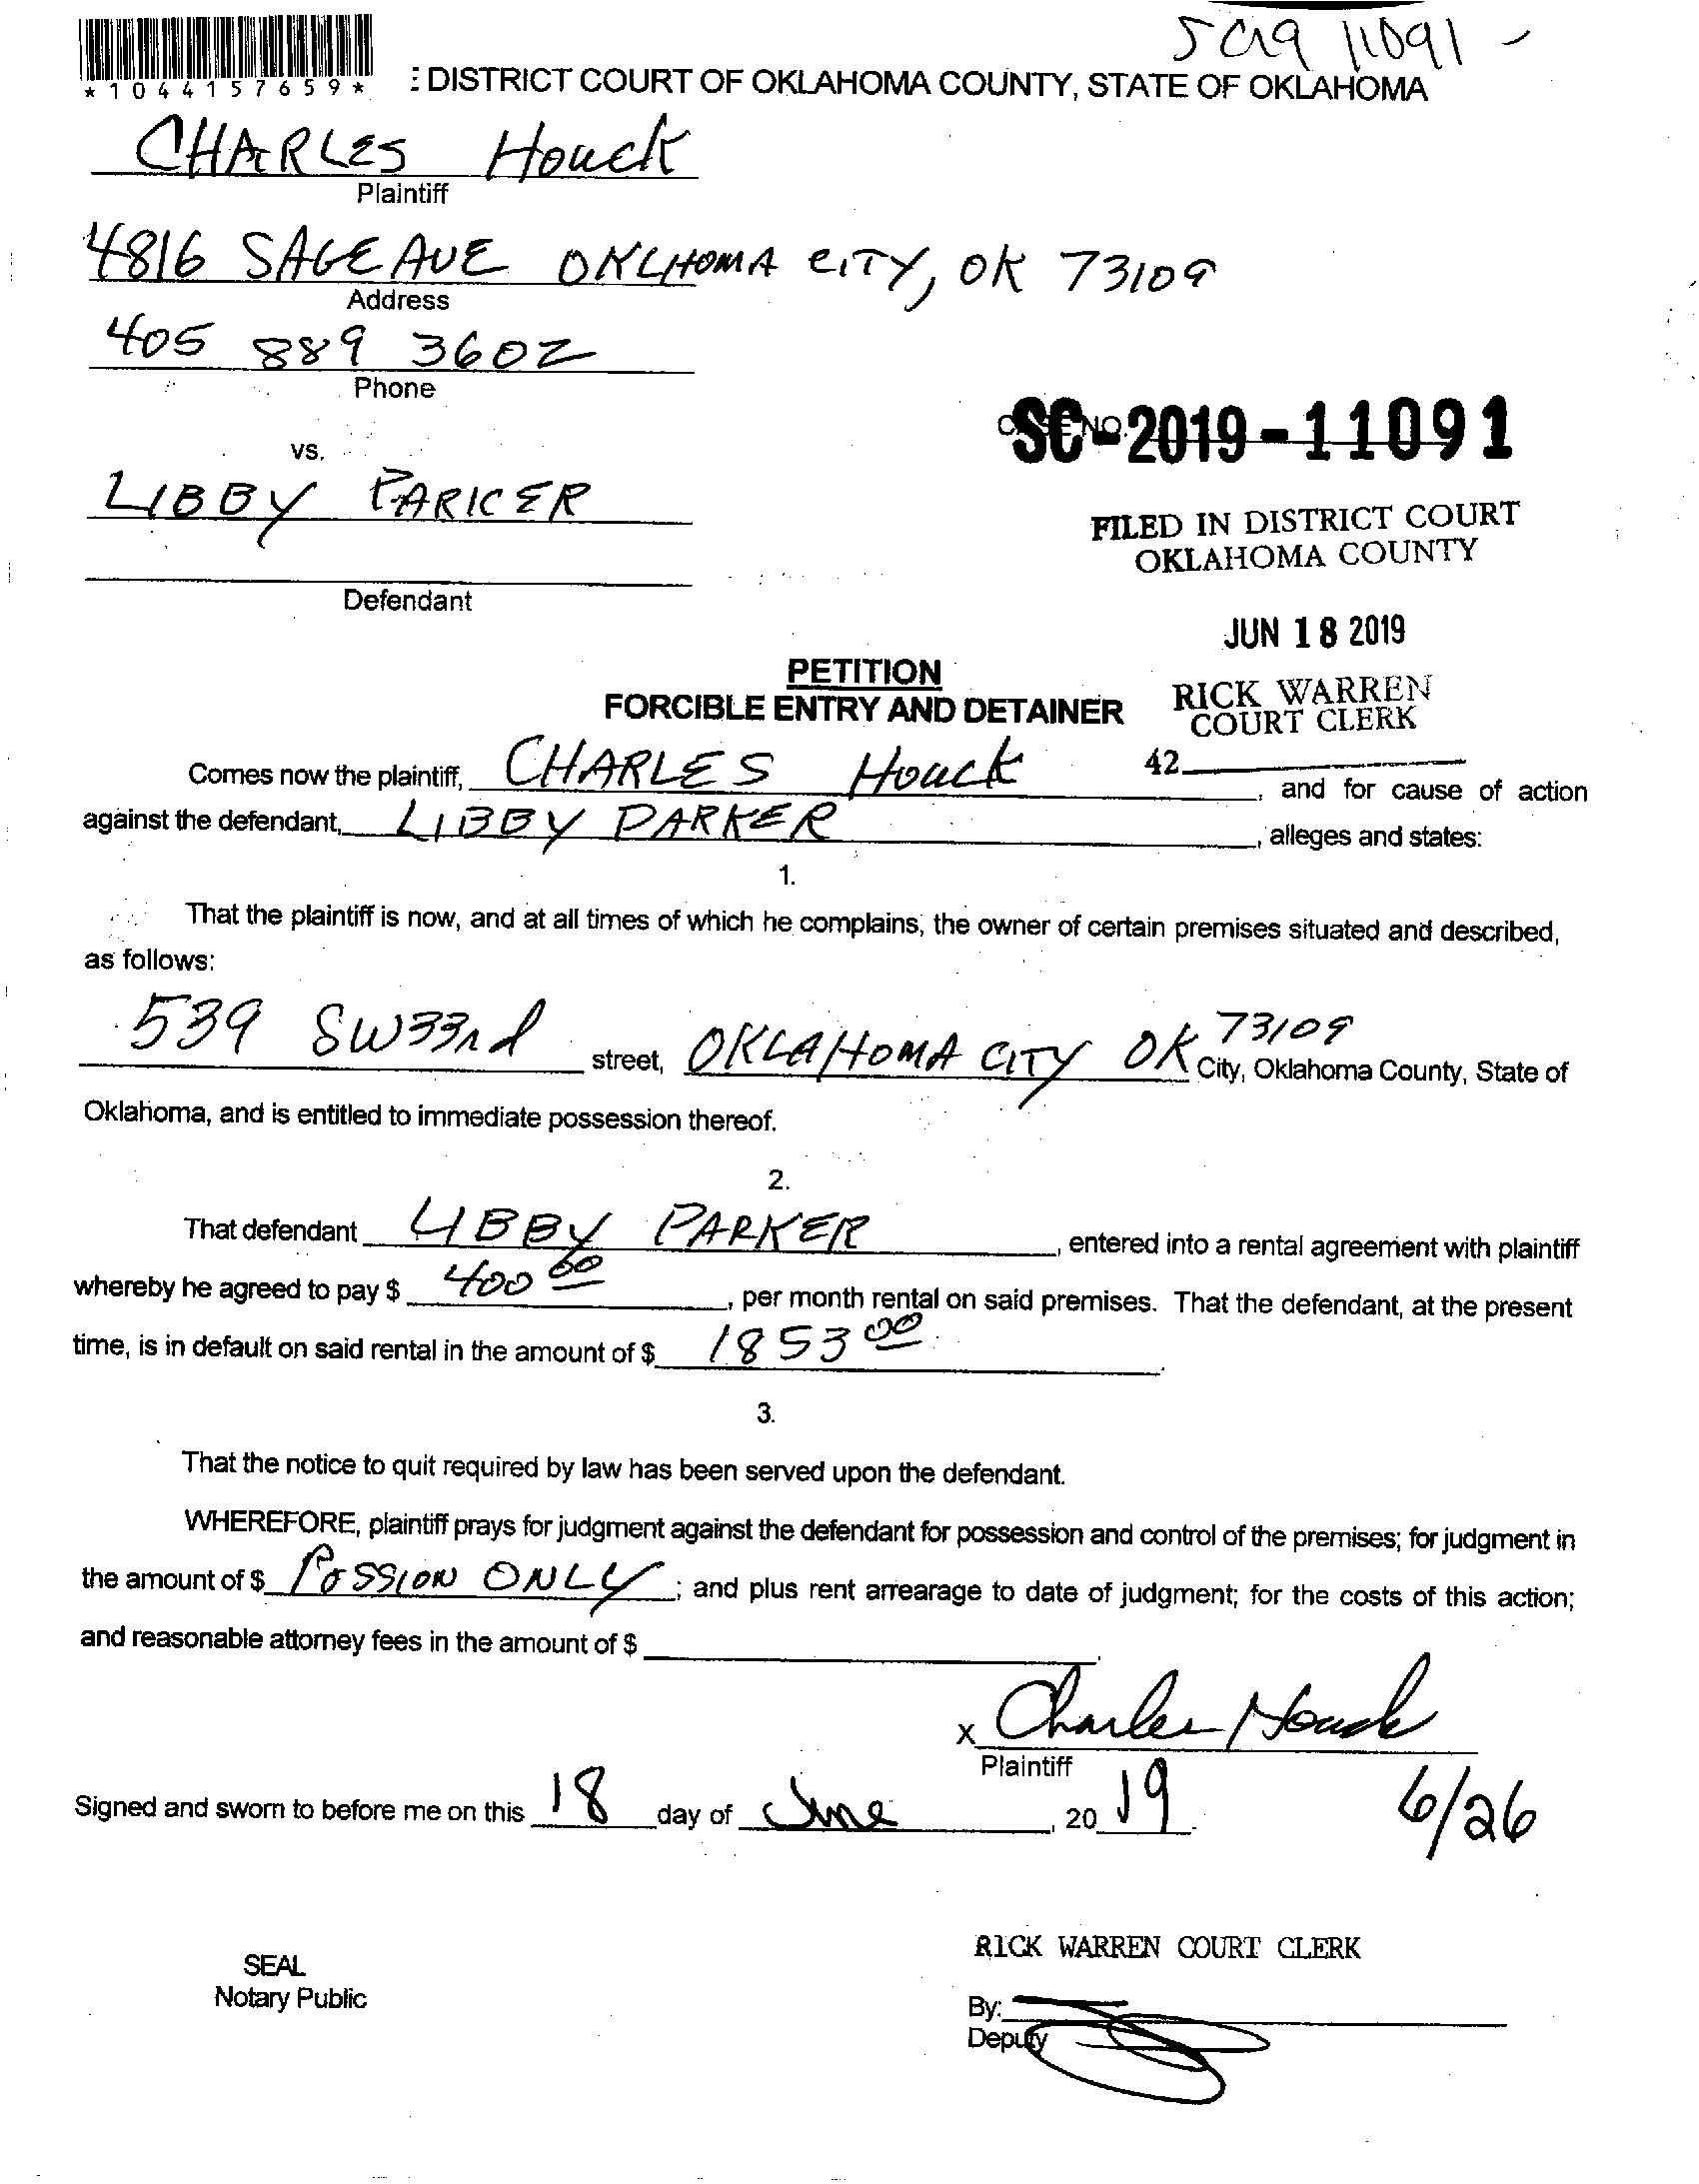 SC19 11091 -
*1044157659*
: DISTRICT COURT OF OKLAHOMA COUNTY, STATE OF OKLAHOMA
CHARLES Houck
Plaintiff
4816 SAGE AVE OKLHOMA CITY, OK 73109
Address
405 889 3602
Phone
SC-2019-11091
vs.
LIBBY PARKER
FILED IN DISTRICT COURT
OKLAHOMA COUNTY
Defendant
JUN 18 2019
PETITION
FORCIBLE ENTRY AND DETAINER
RICK WARREN
COURT CLERK
42
Comes now the plaintiff, CHARLES Houck, and for cause of action
against the defendant, LIBBY PARKER, alleges and states:
1.
That the plaintiff is now, and at all times of which he complains, the owner of certain premises situated and described,
as follows:
539 SW33rd street, OKLAHOMA CITY OK 73109 City, Oklahoma County, State of
Oklahoma, and is entitled to immediate possession thereof.
2.
That defendant LIBBY PARKER, entered into a rental agreement with plaintiff
whereby he agreed to pay $ 400 00, per month rental on said premises. That the defendant, at the present
time, is in default on said rental in the amount of $ 1853 00.
3.
That the notice to quit required by law has been served upon the defendant.
WHEREFORE, plaintiff prays for judgment against the defendant for possession and control of the premises; for judgment in
the amount of $ POSSION ONLY; and plus rent arrearage to date of judgment; for the costs of this action;
and reasonable attorney fees in the amount of $ .
X Charles Houck
Plaintiff
Signed and sworn to before me on this 18 day of June, 2019.
6/26
RICK WARREN COURT CLERK
SEAL
Notary Public
By:
Deputy